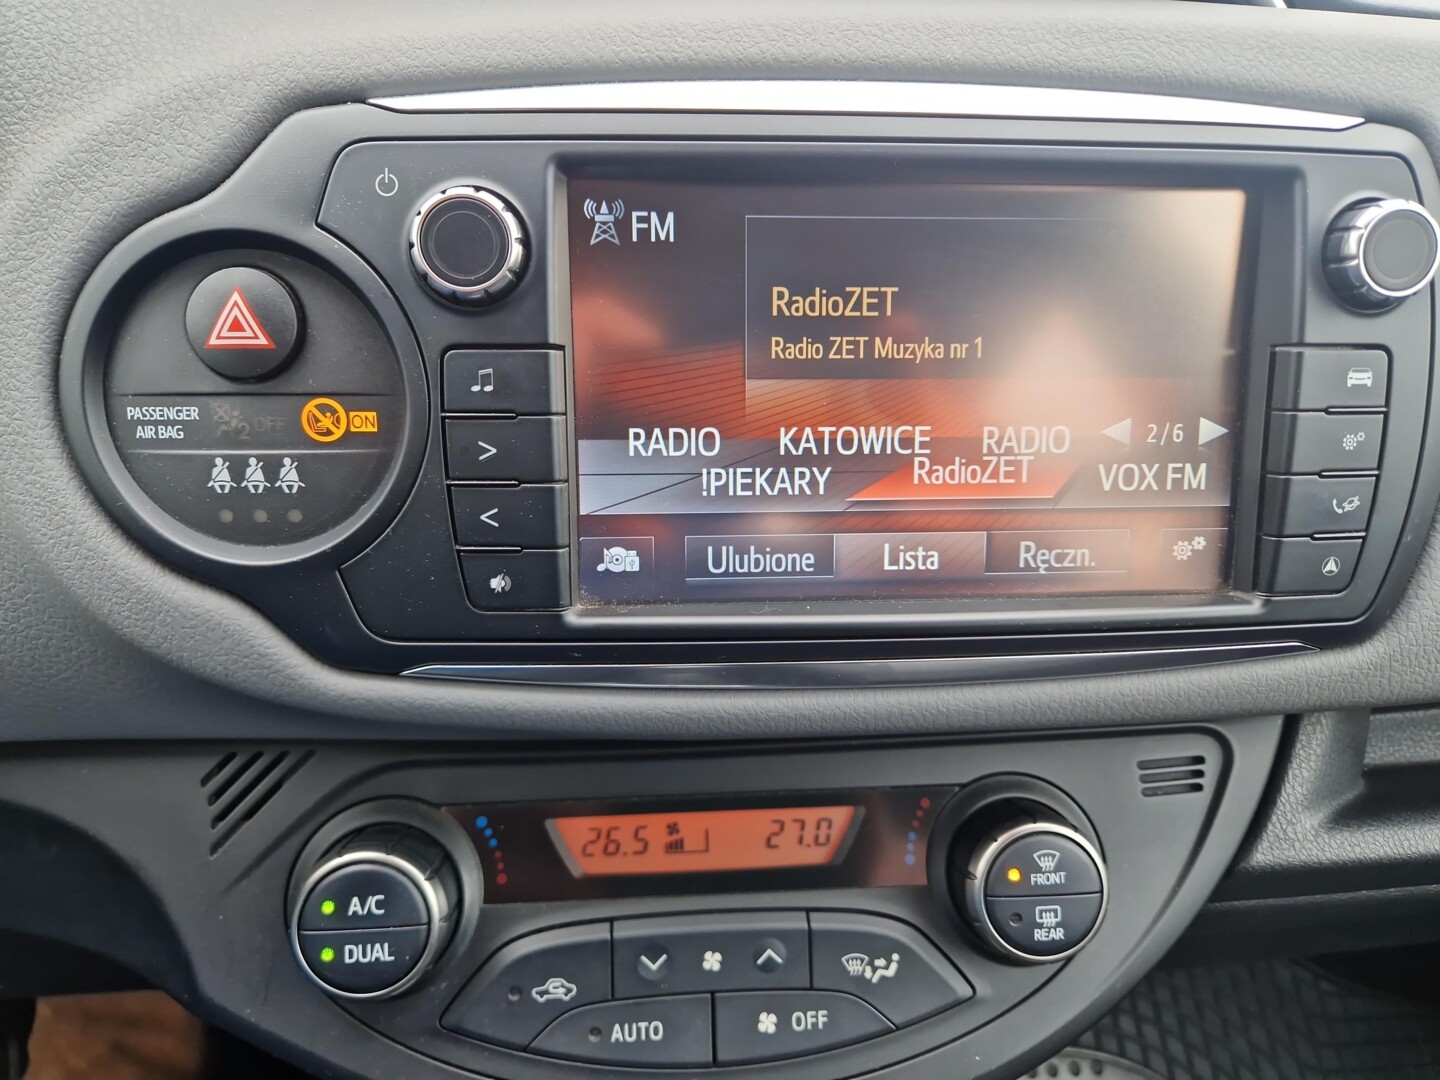 FM
RadioZET
Radio ZET Muzyka nr 1
RADIO KATOWICE RADIO
2/6
!PIEKARY RadioZET VOX FM
Ulubione Lista Ręczn.
PASSENGER
AIR BAG
2 OFF
ON
26.5 27.0
A/C
DUAL
FRONT
REAR
AUTO
OFF